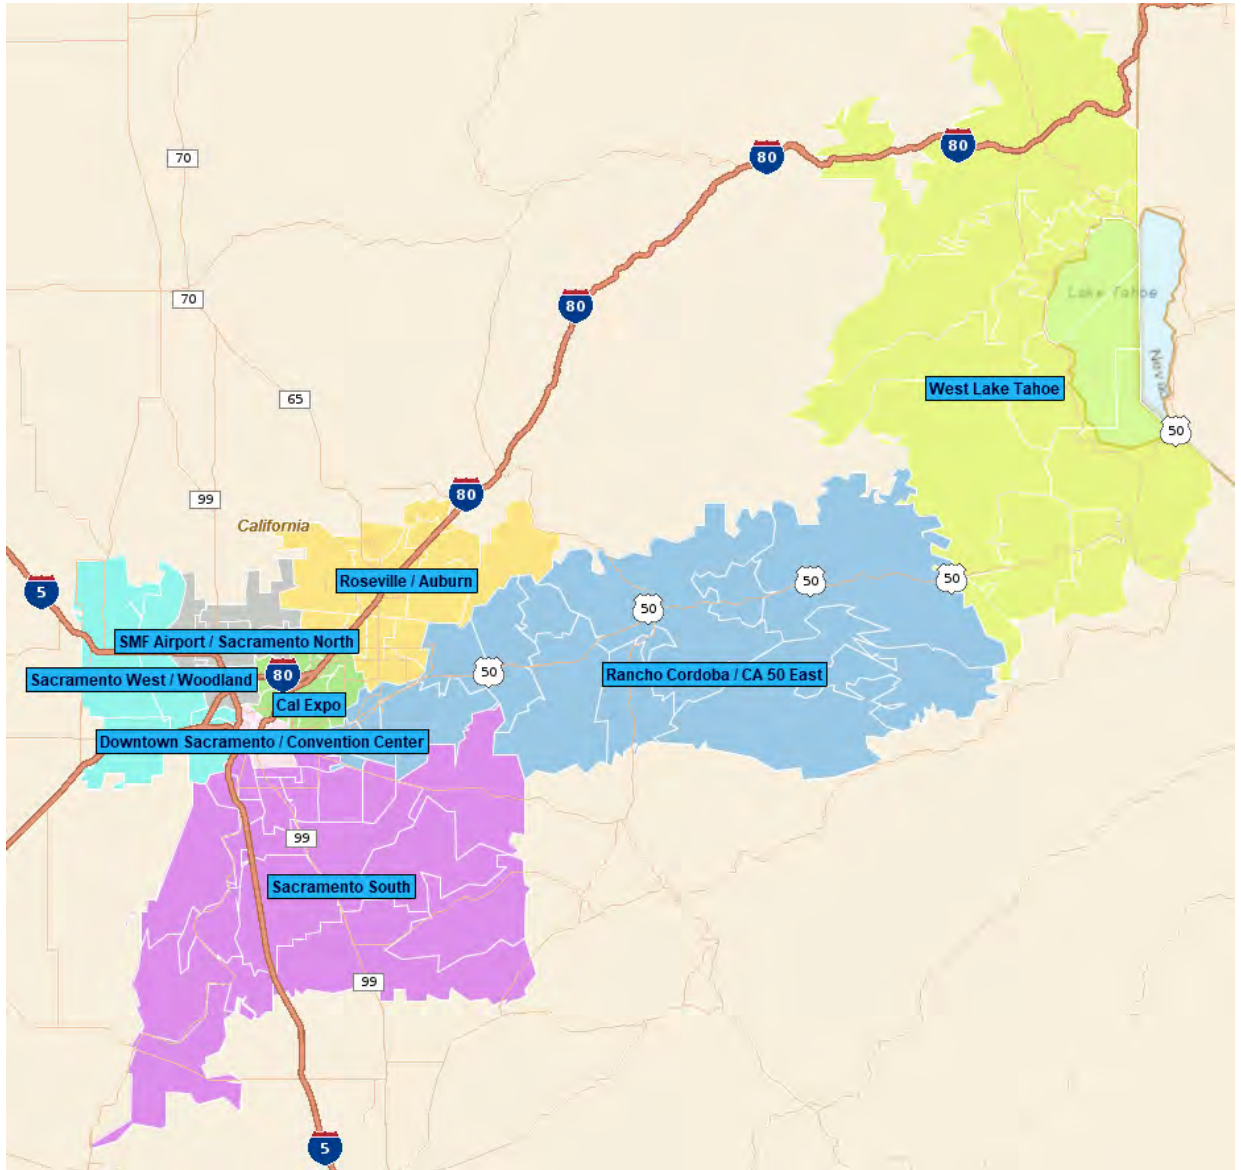 80
80
70
Lake Tahoe
70
80
Nevad
West Lake Tahoe
65
50
80
99
California
Roseville / Auburn
50
50
5
50
SMF Airport / Sacramento North
50
Rancho Cordoba / CA 50 East
Sacramento West / Woodland
80
Cal Expo
Downtown Sacramento / Convention Center
99
Sacramento South
99
5